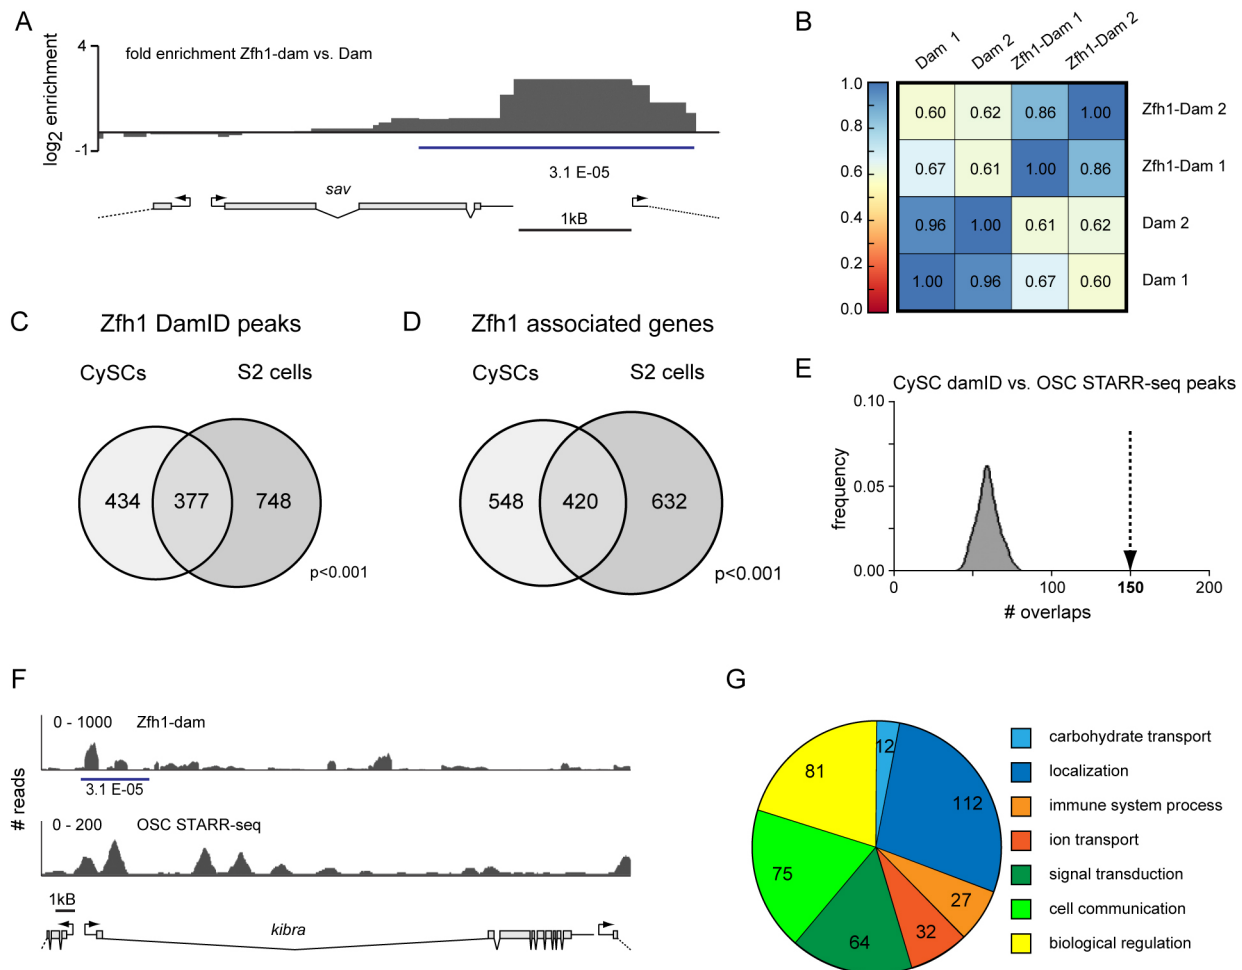 A
4
fold enrichment Zfh1-dam vs. Dam
log2 enrichment
-1
3.1 E-05
sav
1kB
B
Dam 1
Dam 2
Zfh1-Dam 1
Zfh1-Dam 2
1.0
0.8
0.6
0.4
0.2
0.0
0.60 0.62 0.86 1.00 Zfh1-Dam 2
0.67 0.61 1.00 0.86 Zfh1-Dam 1
0.96 1.00 0.61 0.62 Dam 2
1.00 0.96 0.67 0.60 Dam 1
C
Zfh1 DamID peaks
CySCs S2 cells
434 377 748
p<0.001
D
Zfh1 associated genes
CySCs S2 cells
548 420 632
p<0.001
E
CySC damID vs. OSC STARR-seq peaks
0.10
0.05
0.00
frequency
0 100 150 200
# overlaps
F
0 - 1000 Zfh1-dam
3.1 E-05
# reads
0 - 200 OSC STARR-seq
1kB
kibra
G
12
112
27
32
64
75
81
carbohydrate transport
localization
immune system process
ion transport
signal transduction
cell communication
biological regulation